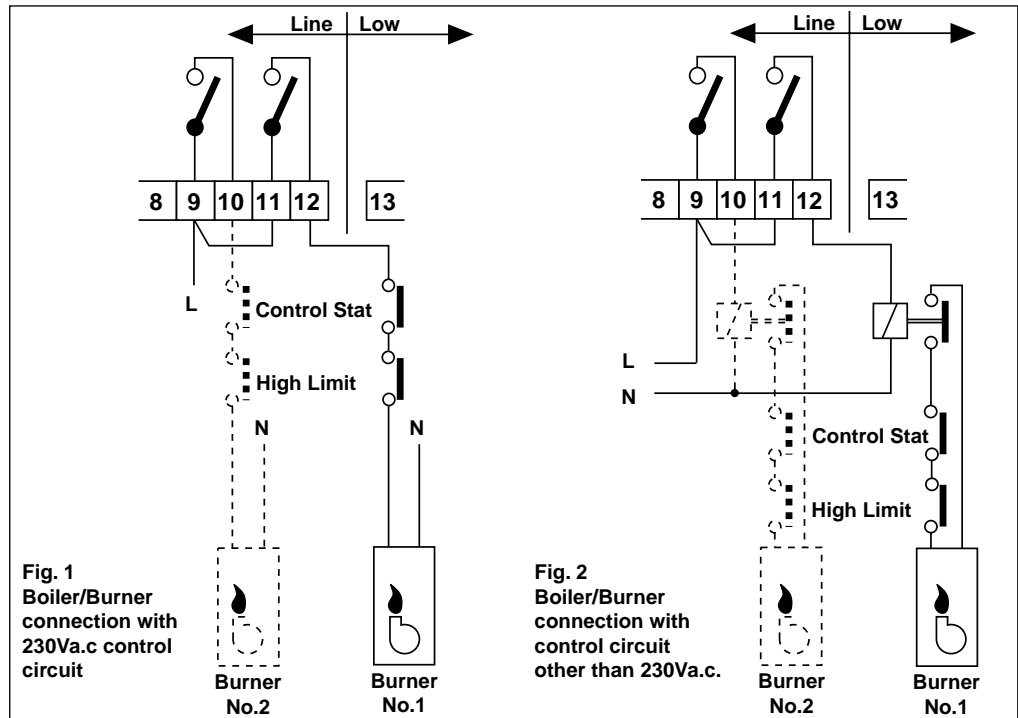 Line Low
8 9 10 11 12 13
L
Control Stat
High Limit
N N
Fig. 1
Boiler/Burner
connection with
230Va.c control
circuit
Burner
No.2
Burner
No.1
Line Low
8 9 10 11 12 13
L
N
Control Stat
High Limit
Fig. 2
Boiler/Burner
connection with
control circuit
other than 230Va.c.
Burner
No.2
Burner
No.1